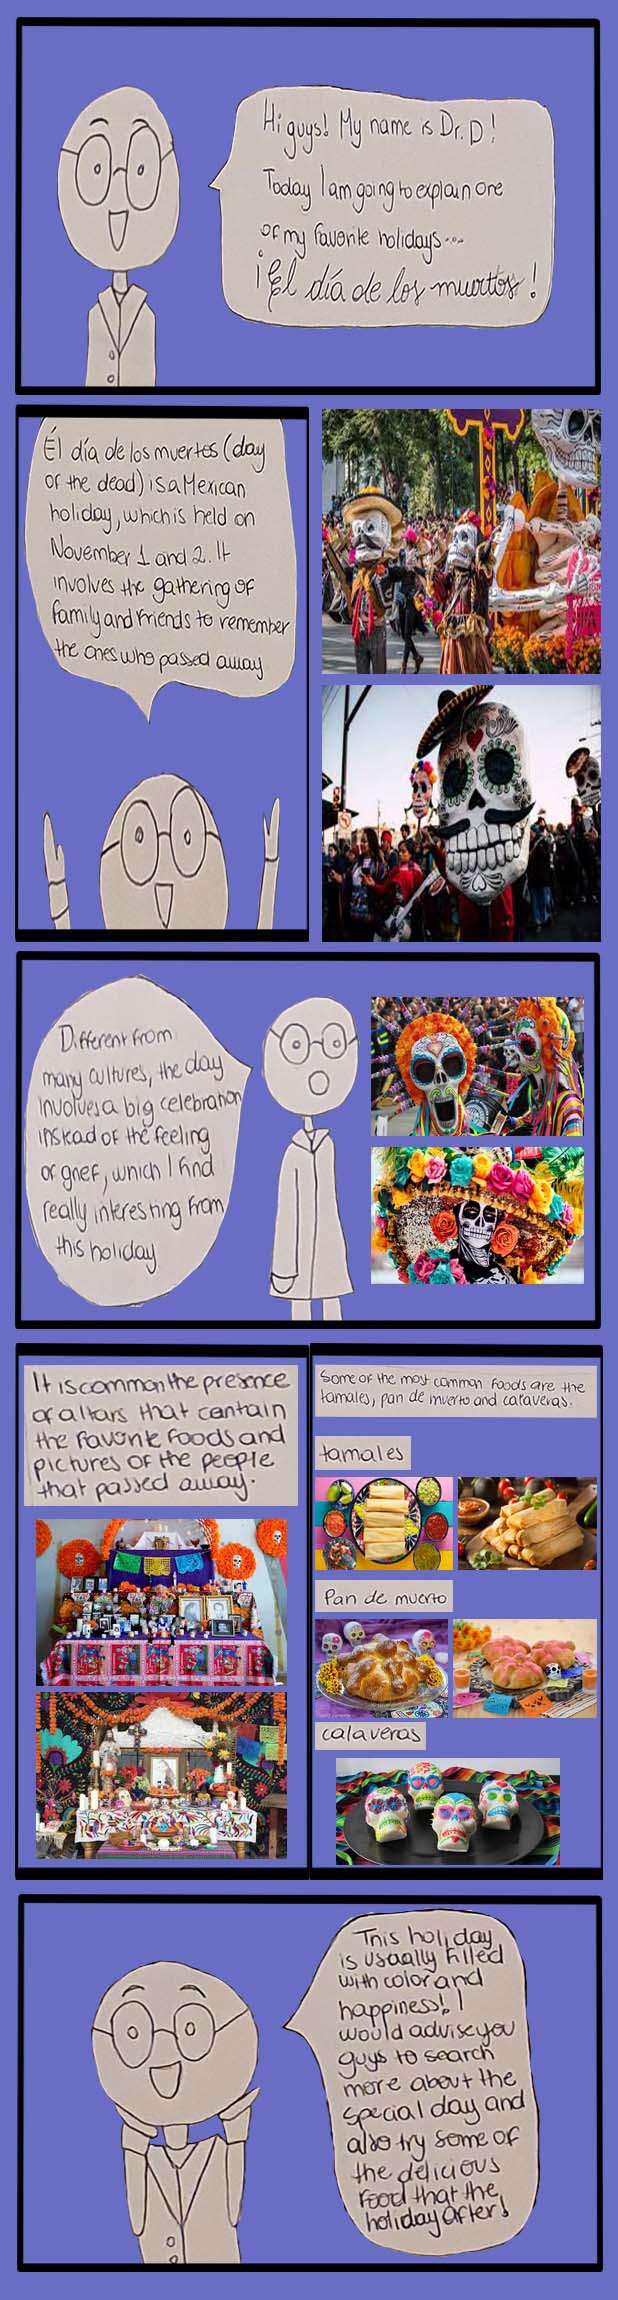 Hi guys! My name is Dr. D!
Today I am going to explain one
of my favorite holidays...
¡El día de los muertos!
Él día de los muertos (day
of the dead) is a Mexican
holiday, which is held on
November 1 and 2. It
involves the gathering of
family and friends to remember
the ones who passed away
Different from
many cultures, the day
involves a big celebration
instead of the feeling
of grief, which I find
really interesting from
this holiday
It is common the presence
of altars that contain
the favorite foods and
pictures of the people
that passed away.
Some of the most common foods are the
tamales, pan de muerto and calaveras.
tamales
Pan de muerto
calaveras
This holiday
is usually filled
with color and
happiness! I
would advise you
guys to search
more about the
special day and
also try some of
the delicious
food that the
holiday offers!